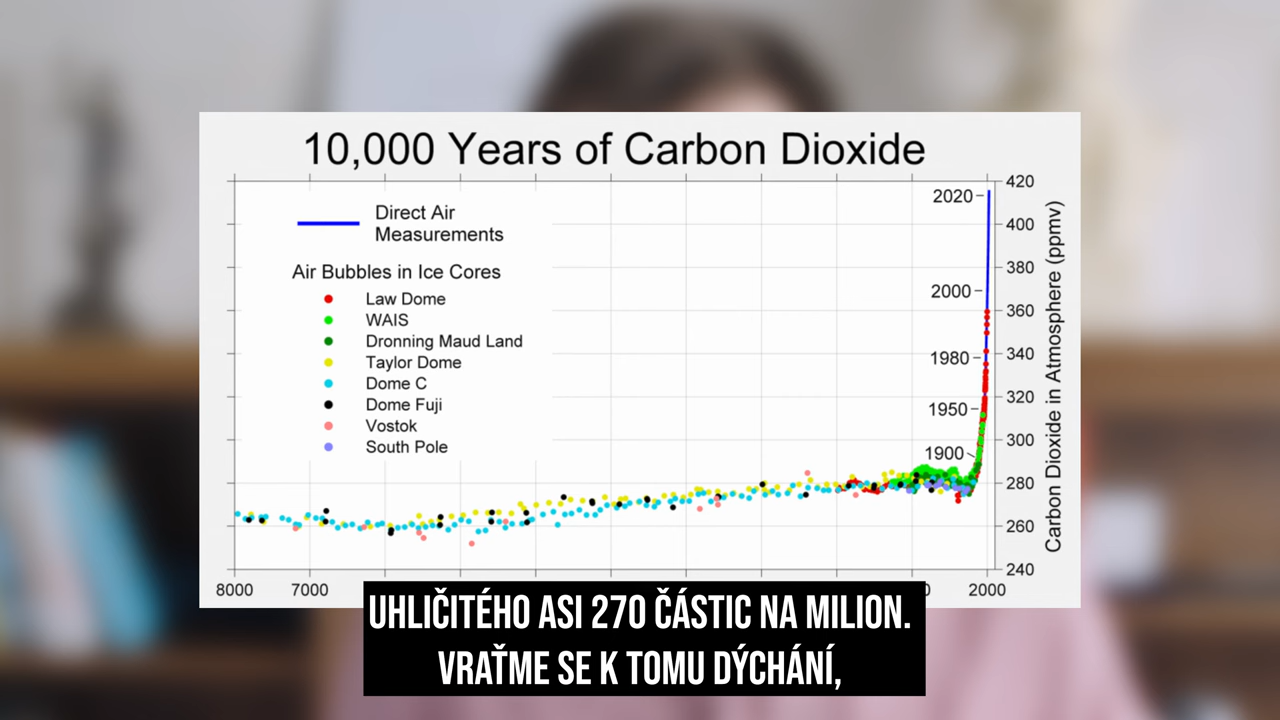 10,000 Years of Carbon Dioxide
Direct Air
Measurements
Air Bubbles in Ice Cores
Law Dome
WAIS
Dronning Maud Land
Taylor Dome
Dome C
Dome Fuji
Vostok
South Pole
2020
2000
1980
1950
1900
420
400
380
360
340
320
300
280
260
240
Carbon Dioxide in Atmosphere (ppmv)
8000
7000
2000
UHLIČITÉHO ASI 270 ČÁSTIC NA MILION.
VRAŤME SE K TOMU DÝCHÁNÍ,